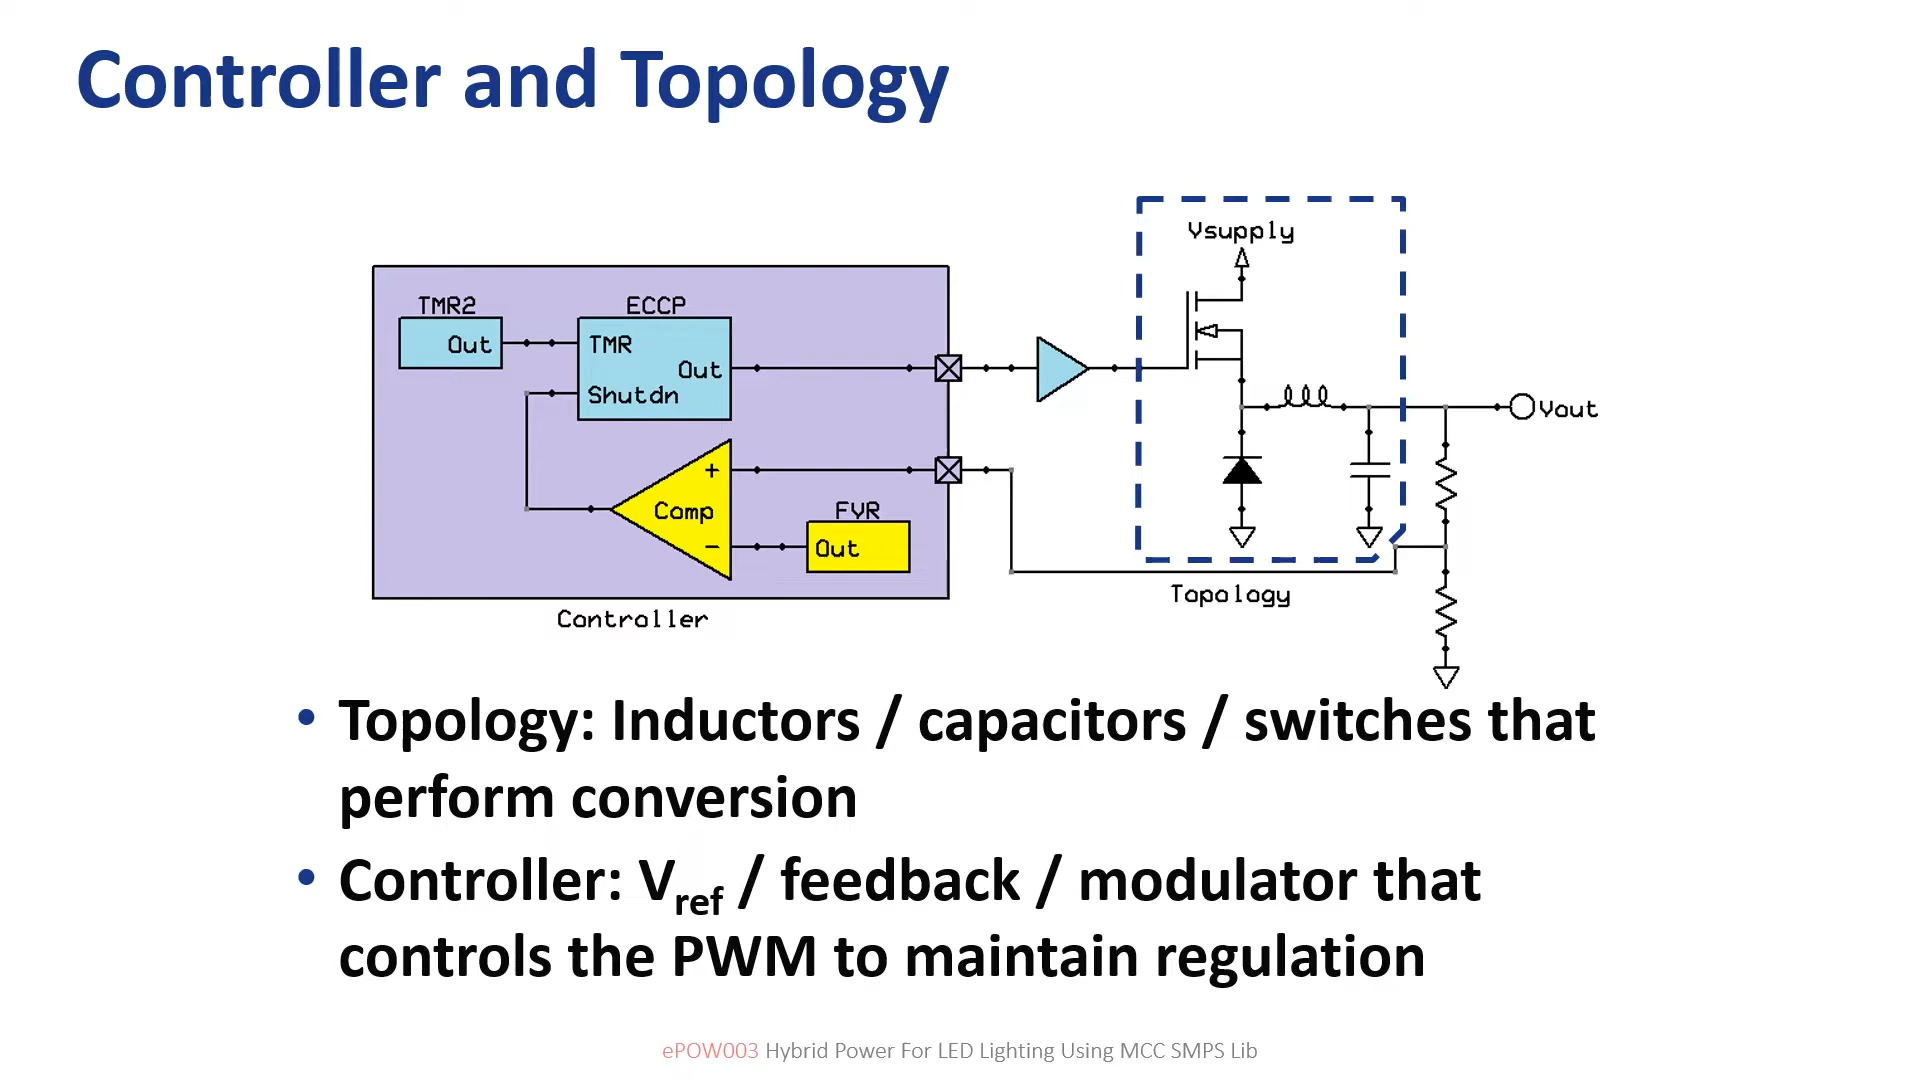 Controller and Topology
Vsupply
TMR2
ECCP
Out
TMR
Out
Shutdn
Vout
+
Comp
FVR
−
Out
Topology
Controller
• Topology: Inductors / capacitors / switches that
perform conversion
• Controller: Vref / feedback / modulator that
controls the PWM to maintain regulation
ePOW003 Hybrid Power For LED Lighting Using MCC SMPS Lib